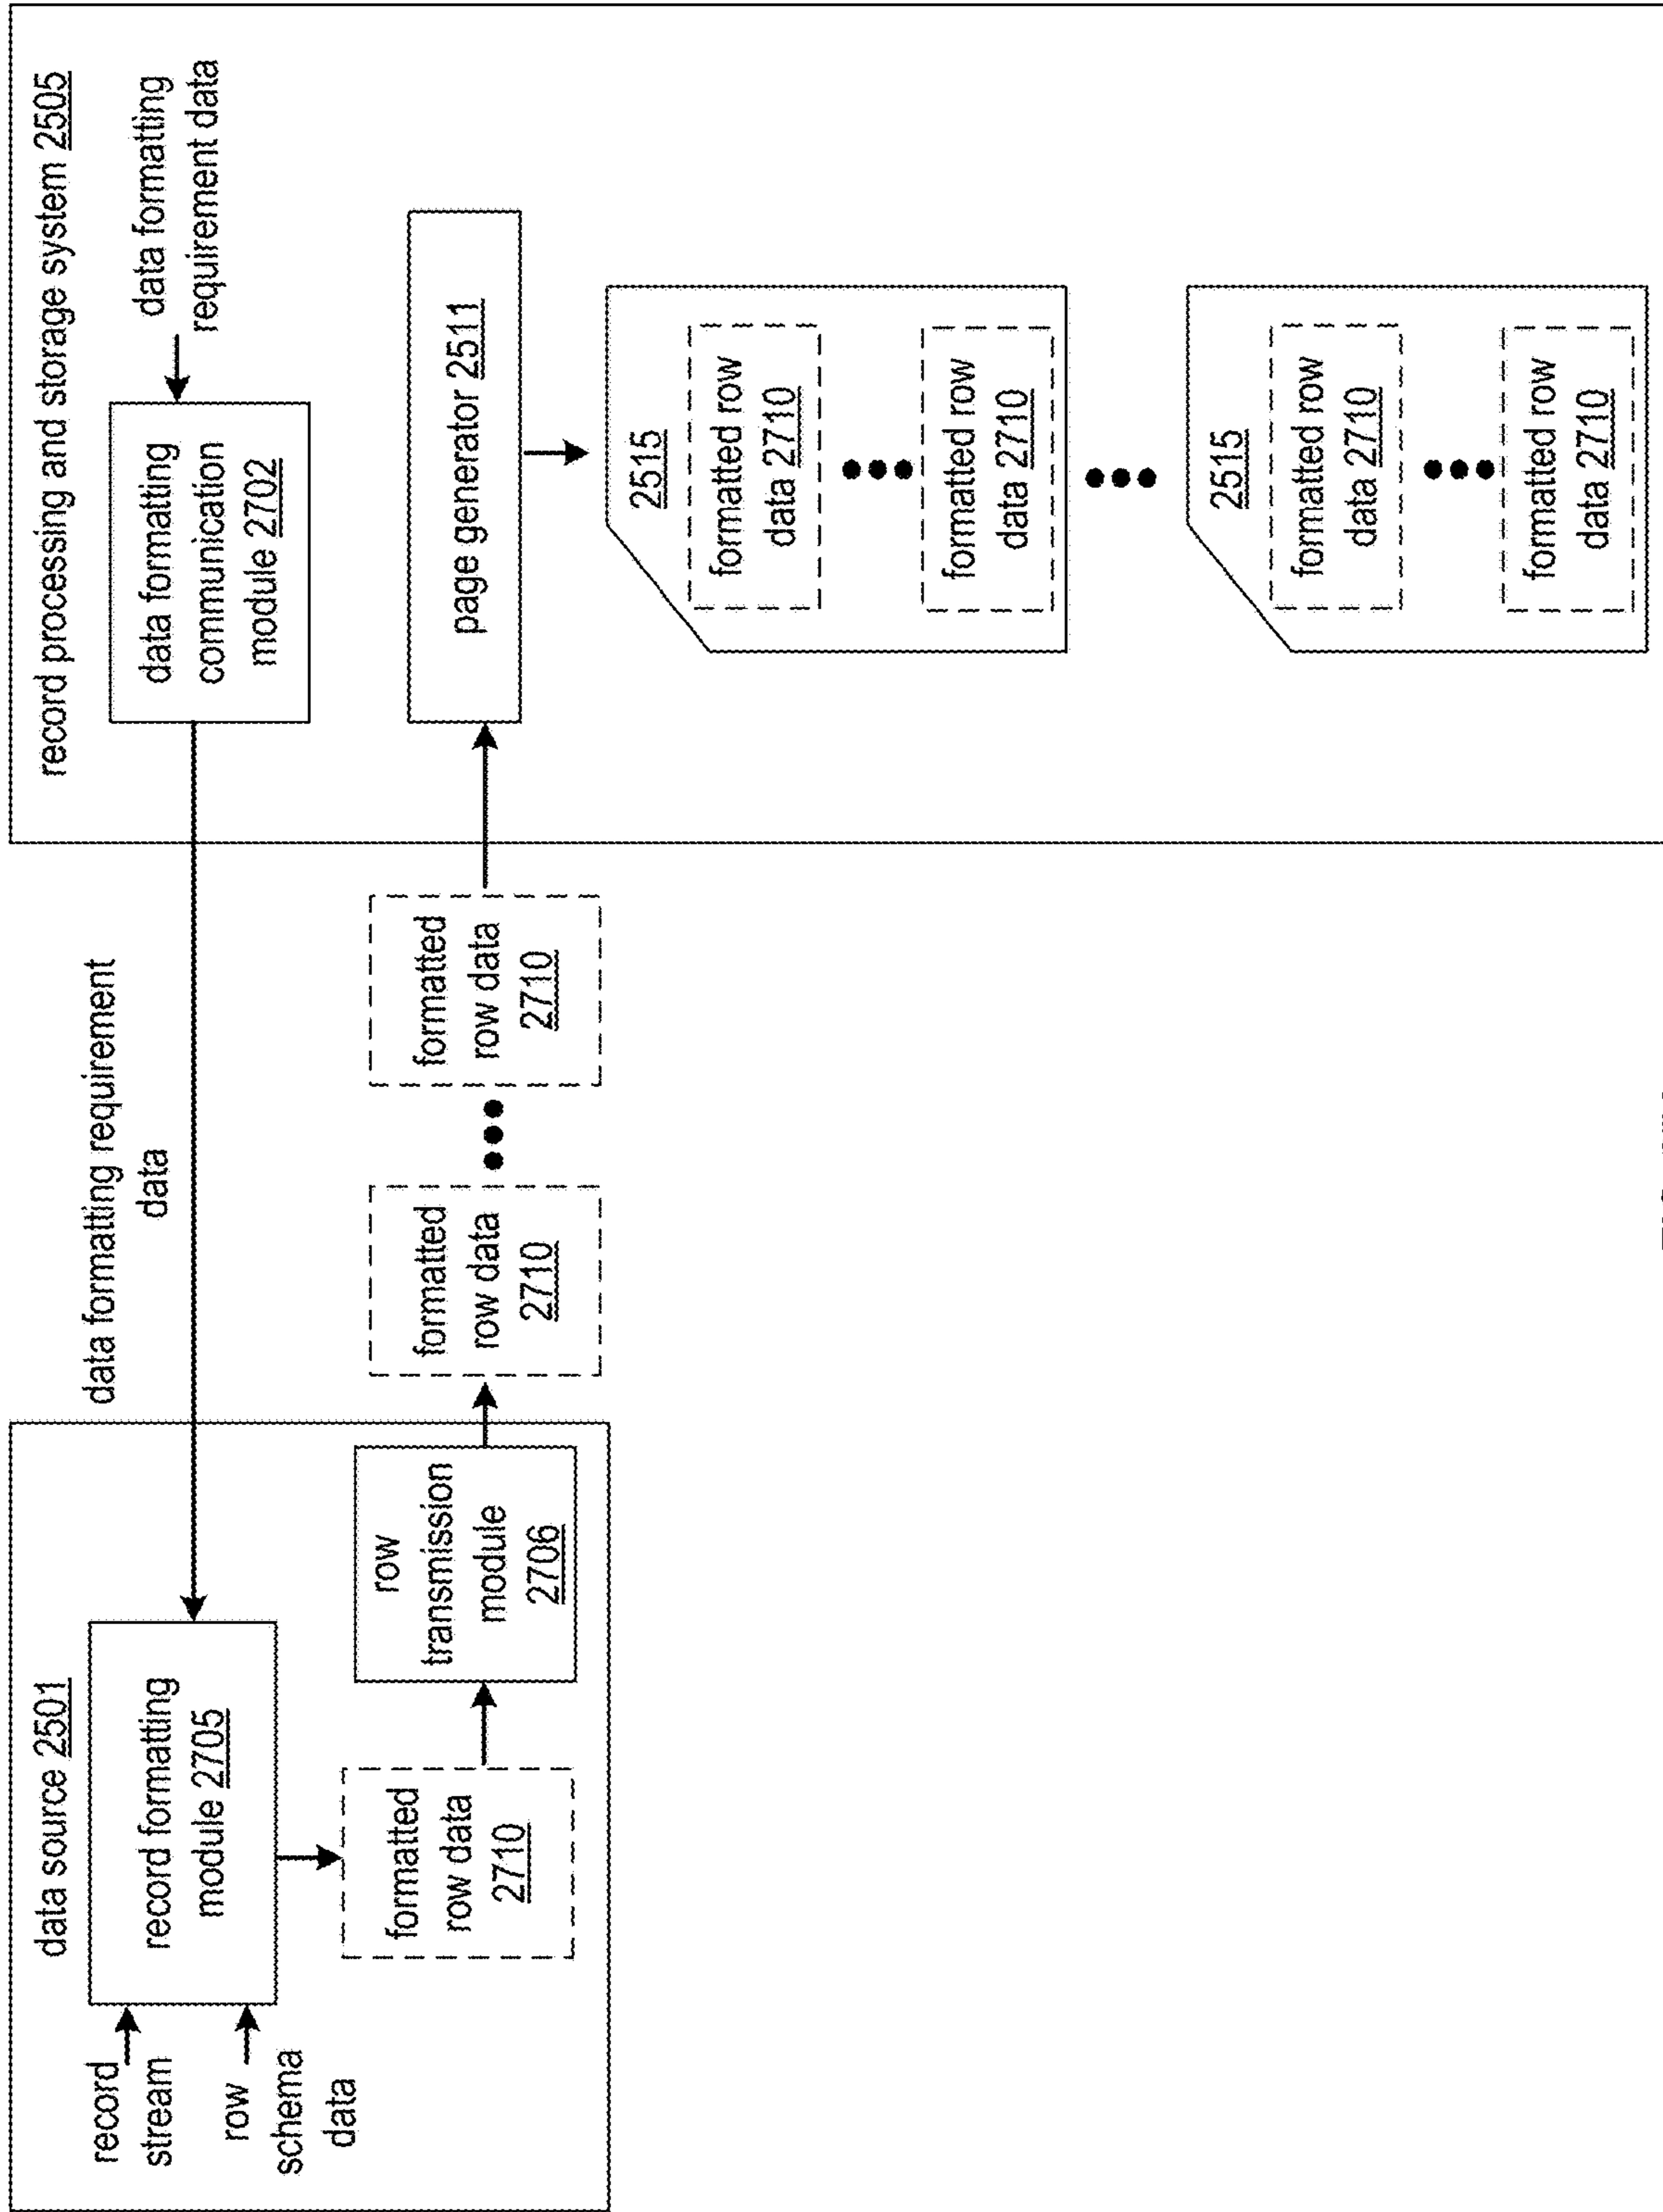 data source 2501
record
stream
row
schema
data
record formatting
module 2705
formatted
row data
2710
row
transmission
module
2706
data formatting requirement
data
formatted
row data
2710
formatted
row data
2710
record processing and storage system 2505
data formatting
communication
module 2702
data formatting
requirement data
page generator 2511
2515
formatted row
data 2710
formatted row
data 2710
2515
formatted row
data 2710
formatted row
data 2710